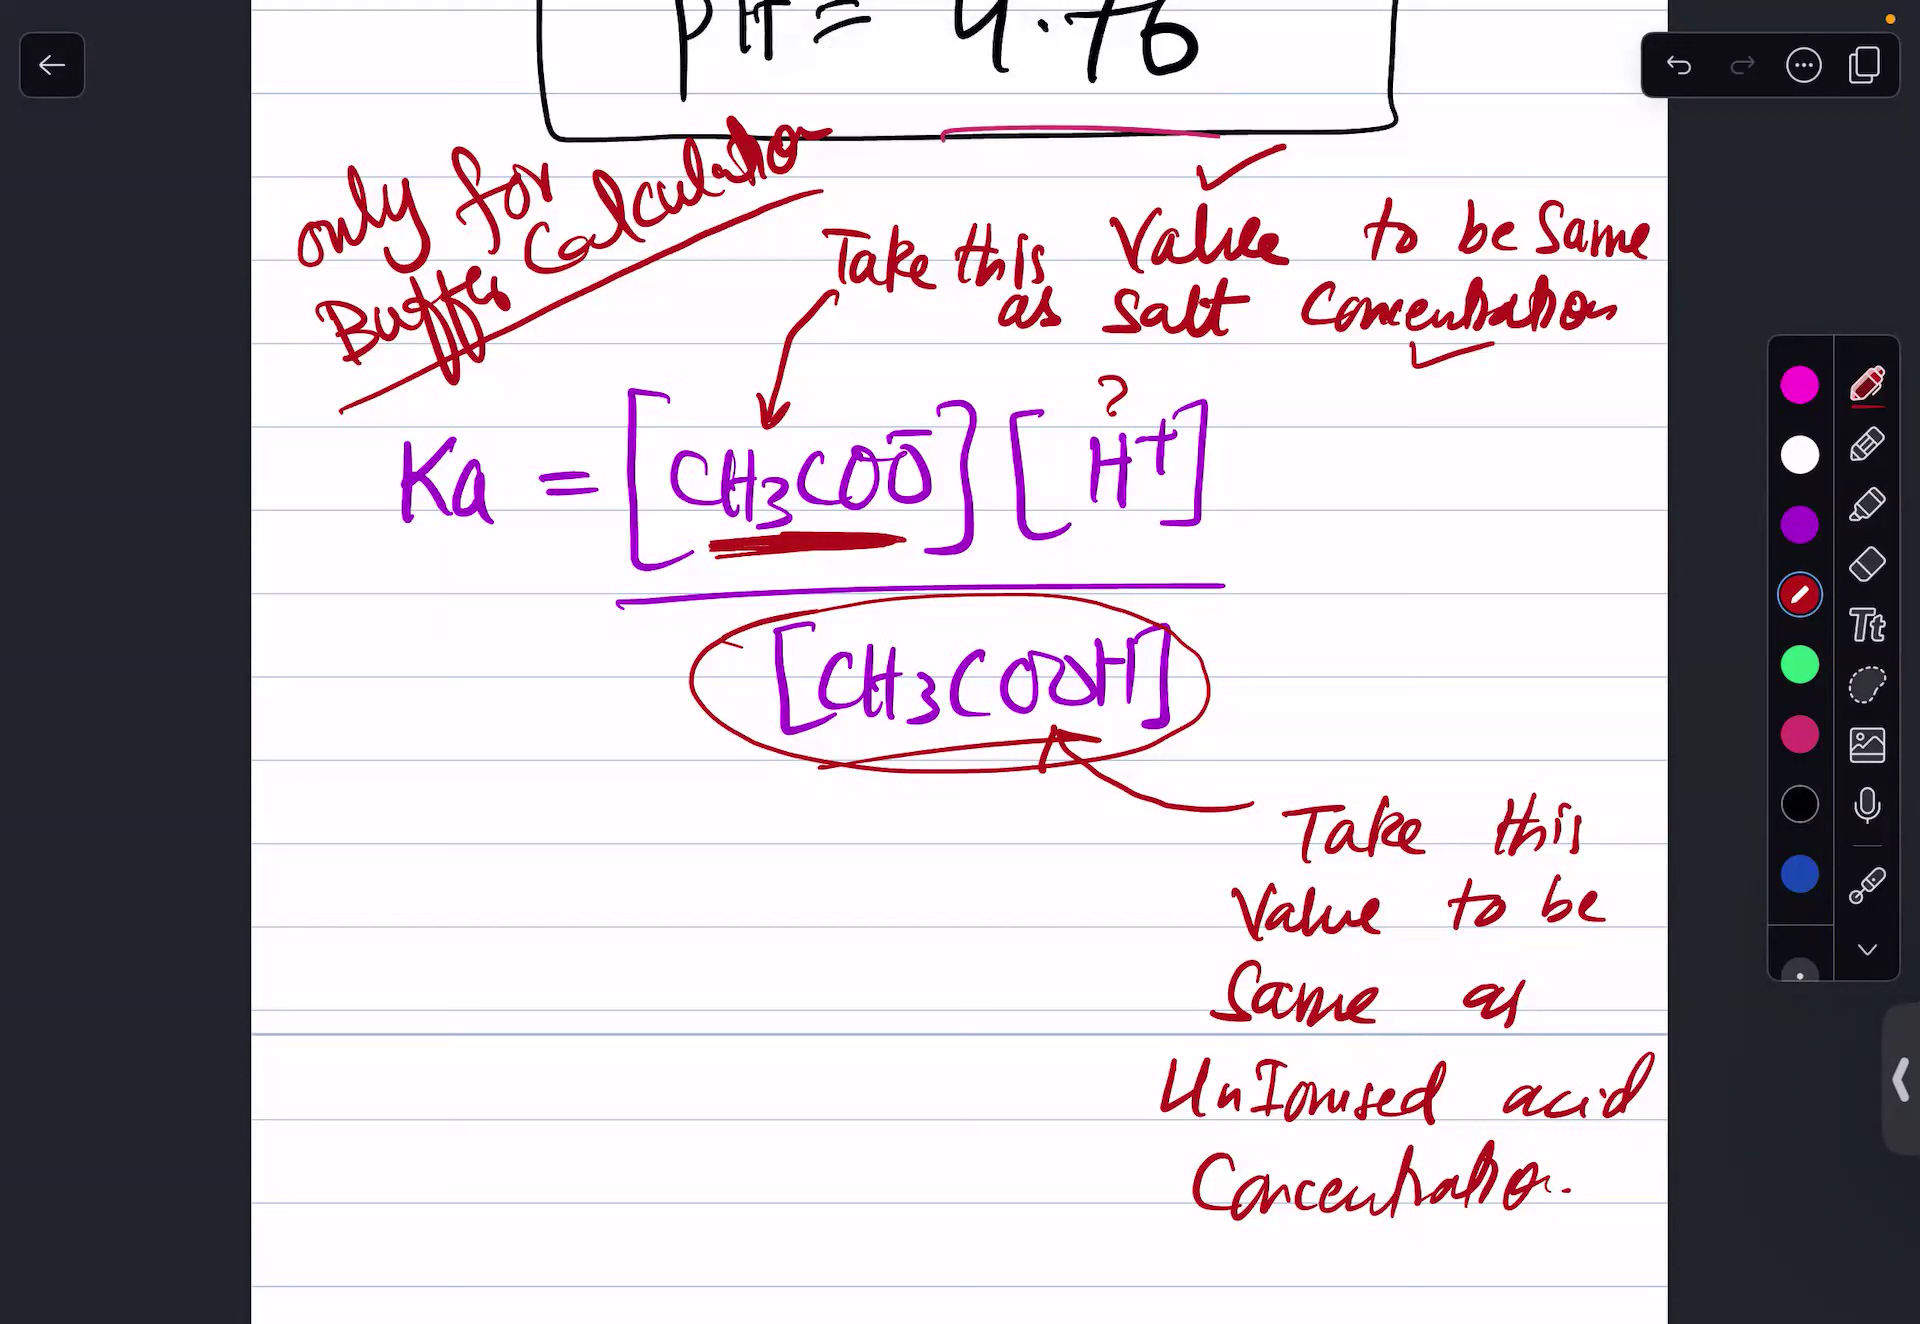 pH = 4.76
only for
Buffer Calculation
Take this Value to be Same
as Salt Concentration
?
Ka = [CH3COO-] [H+]
[CH3COOH]
Take this
Value to be
Same as
UnIonised acid
Concentration.
Tt